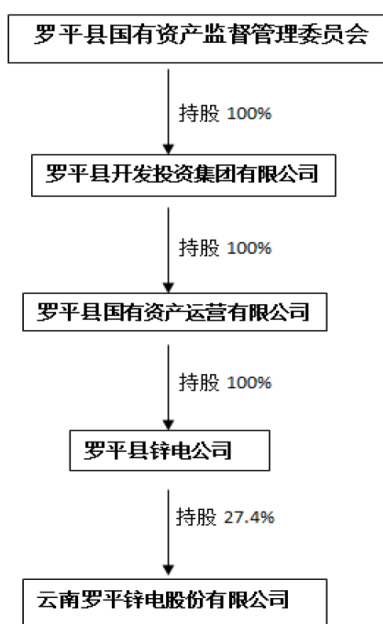 罗平县国有资产监督管理委员会
持股 100%
罗平县开发投资集团有限公司
持股 100%
罗平县国有资产运营有限公司
持股 100%
罗平县锌电公司
持股 27.4%
云南罗平锌电股份有限公司